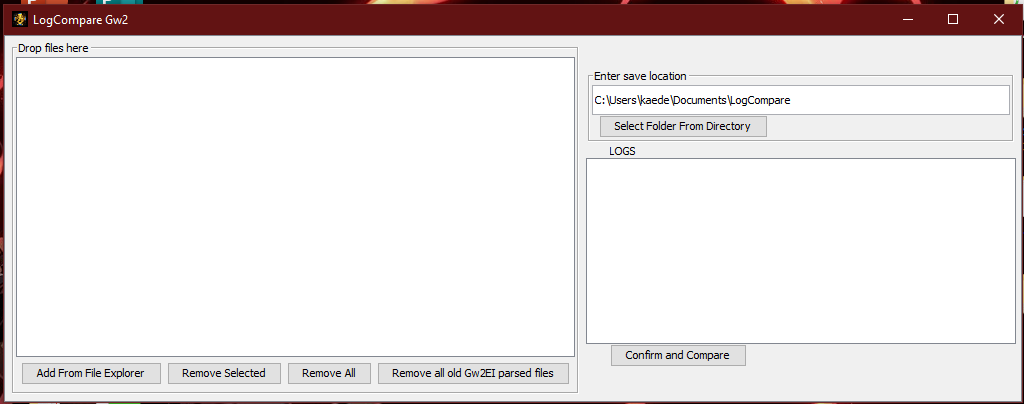 LogCompare Gw2
Drop files here
Add From File Explorer
Remove Selected
Remove All
Remove all old Gw2EI parsed files
Enter save location
C:\Users\kaede\Documents\LogCompare
Select Folder From Directory
LOGS
Confirm and Compare